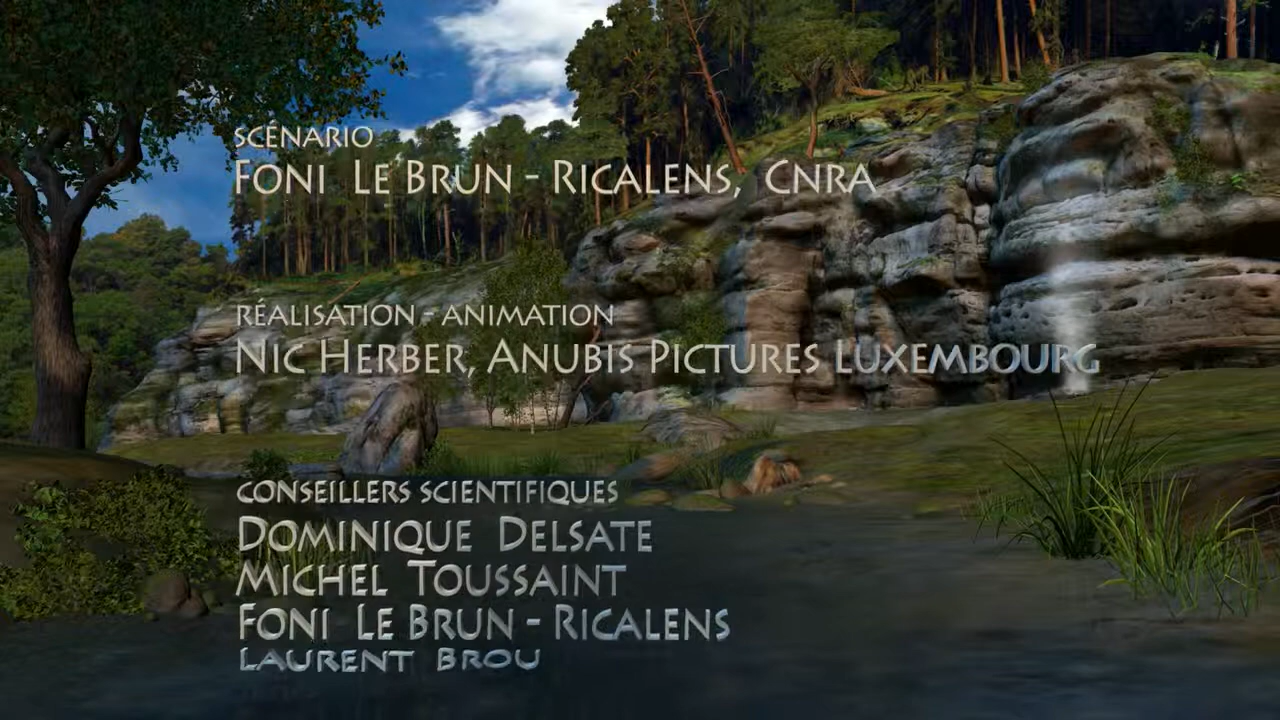 SCÉNARIO
FONI LE BRUN - RICALENS, CNRA
RÉALISATION - ANIMATION
NIC HERBER, ANUBIS PICTURES LUXEMBOURG
CONSEILLERS SCIENTIFIQUES
DOMINIQUE DELSATE
MICHEL TOUSSAINT
FONI LE BRUN - RICALENS
LAURENT BROU